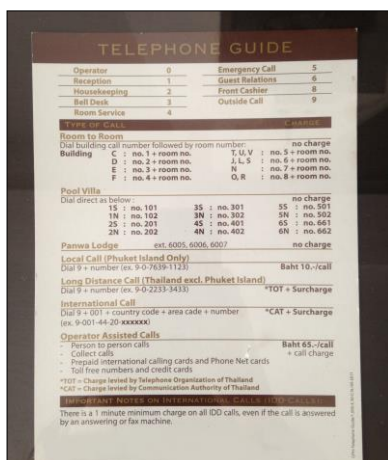 TELEPHONE GUIDE
Operator 0 Emergency Call 5
Reception 1 Guest Relations 6
Housekeeping 2 Front Cashier 8
Bell Desk 3 Outside Call 9
Room Service 4
TYPE OF CALL CHARGE
Room to Room
Dial building call number followed by room number: no charge
Building C : no. 1 + room no. T, U, V : no. 5 + room no.
D : no. 2 + room no. J, L, S : no. 6 + room no.
E : no. 3 + room no. N : no. 7 + room no.
F : no. 4 + room no. O, R : no. 8 + room no.
Pool Villa
Dial direct as below : no charge
1S : no. 101 3S : no. 301 5S : no. 501
1N : no. 102 3N : no. 302 5N : no. 502
2S : no. 201 4S : no. 401 6S : no. 661
2N : no. 202 4N : no. 402 6N : no. 662
Panwa Lodge ext. 6005, 6006, 6007 no charge
Local Call (Phuket Island Only)
Dial 9 + number (ex. 9-0-7639-1123) Baht 10.-/call
Long Distance Call (Thailand excl. Phuket Island)
Dial 9 + number (ex. 9-0-2233-3433) *TOT + Surcharge
International Call
Dial 9 + 001 + country code + area code + number *CAT + Surcharge
(ex. 9-001-44-20-xxxxxx)
Operator Assisted Calls
- Person to person calls Baht 65.-/call
- Collect calls + call charge
- Prepaid international calling cards and Phone Net cards
- Toll free numbers and credit cards
*TOT = Charge levied by Telephone Organization of Thailand
*CAT = Charge levied by Communication Authority of Thailand
IMPORTANT NOTES ON INTERNATIONAL CALLS (IDD CALLS)
There is a 1 minute minimum charge on all IDD calls, even if the call is answered
by an answering or fax machine.